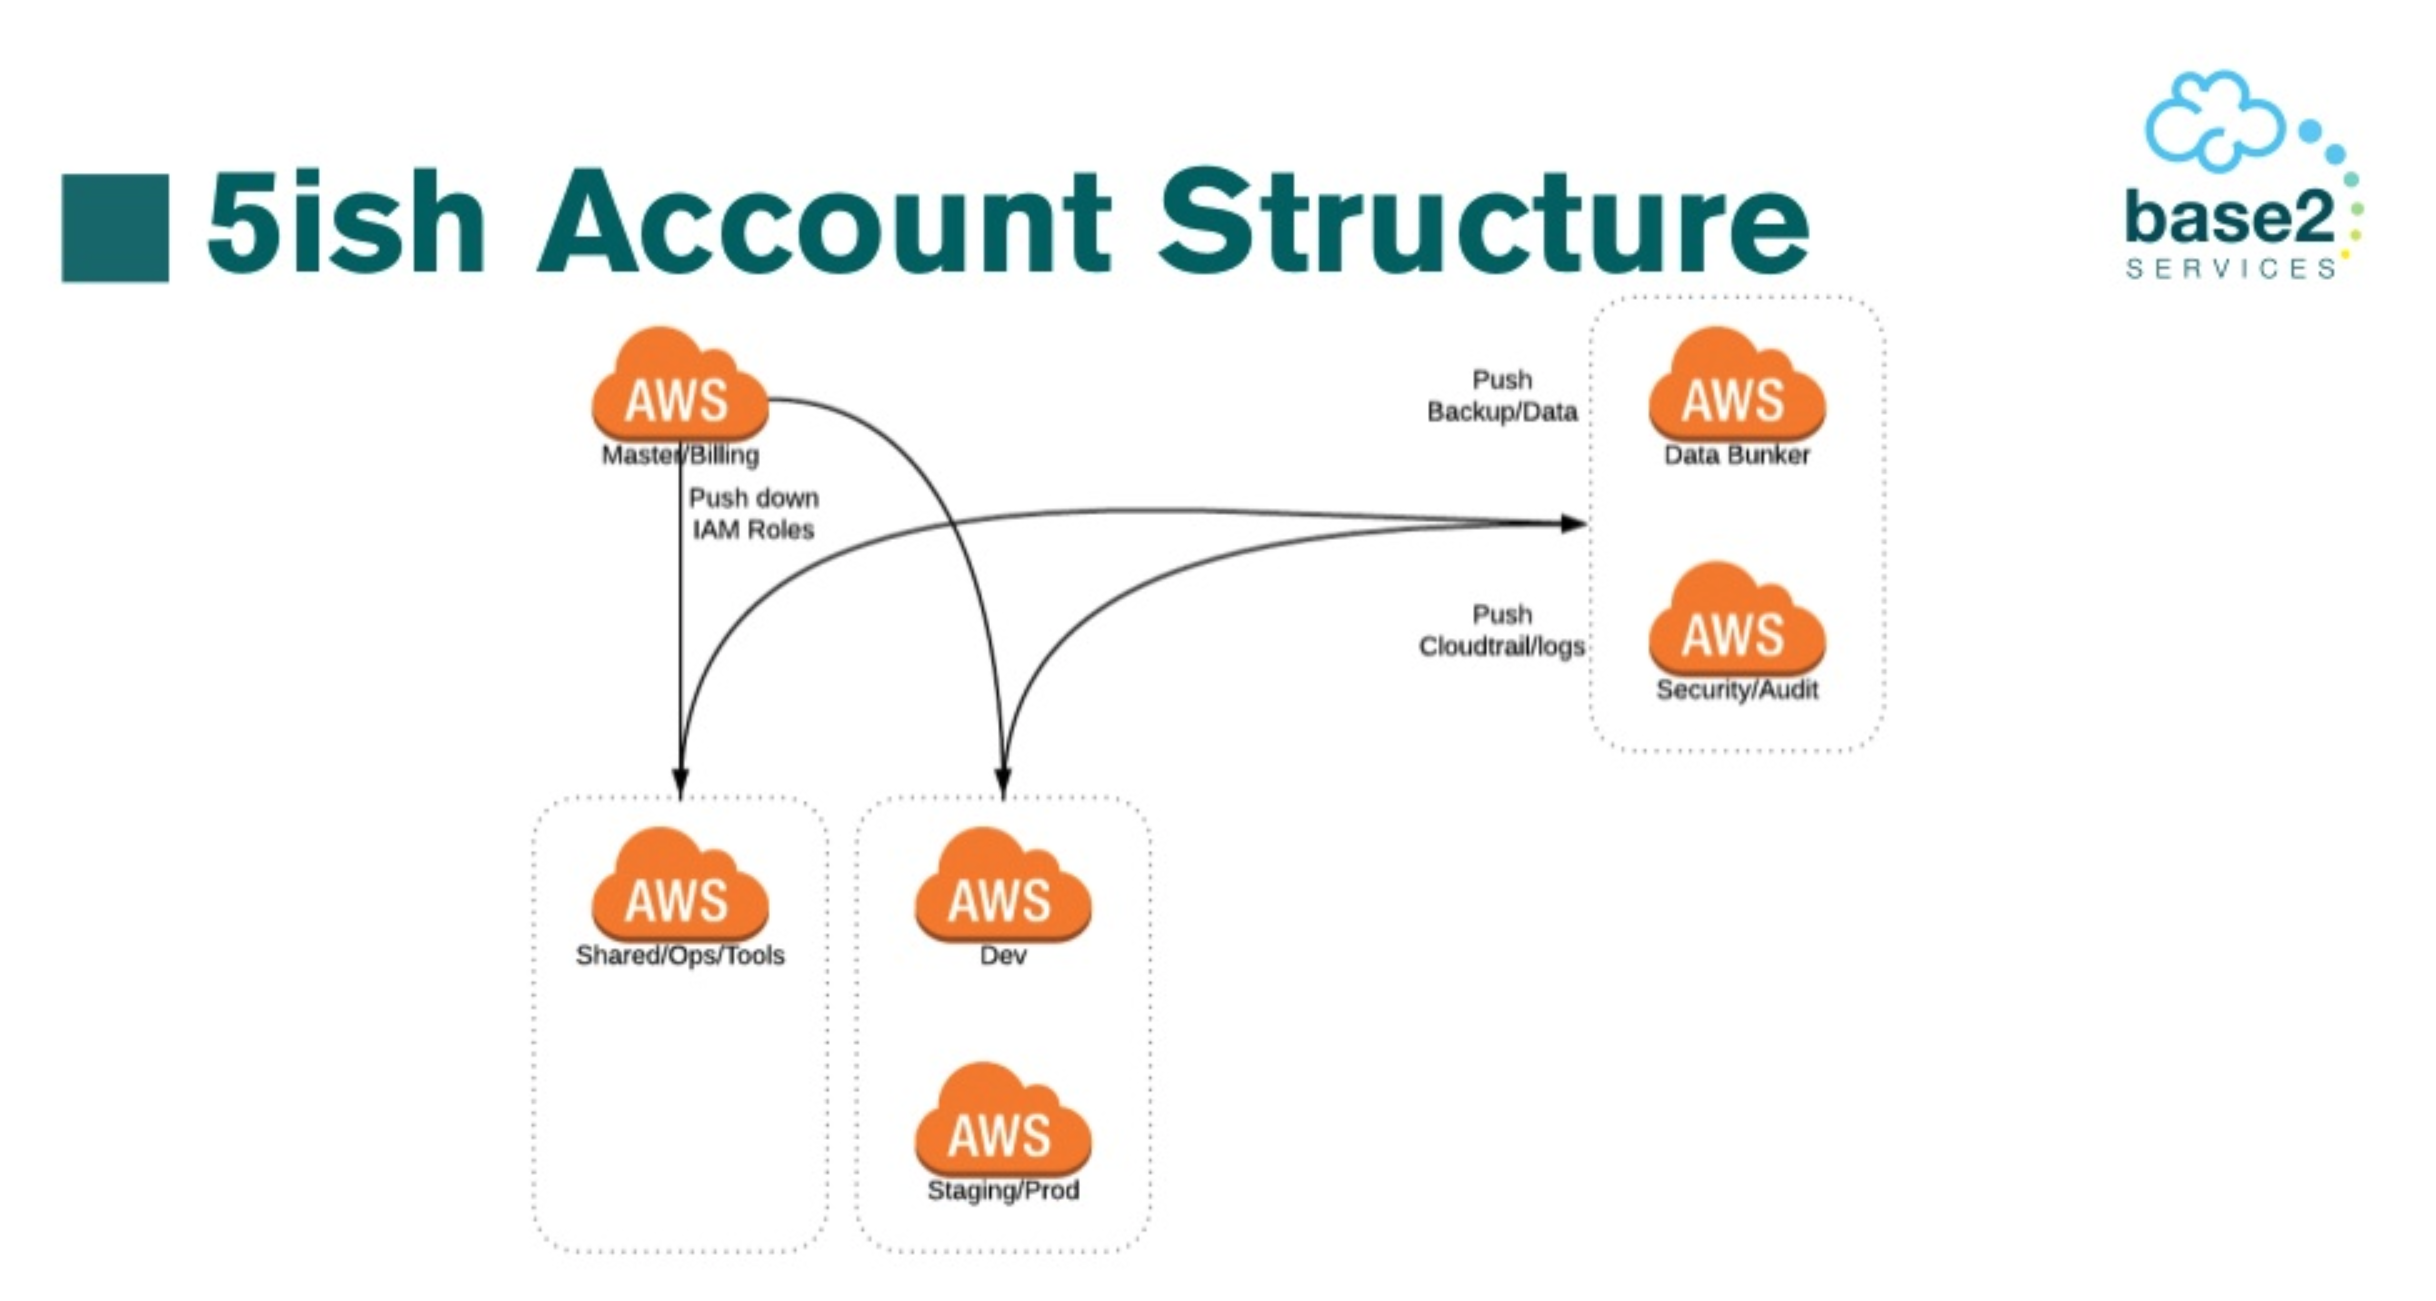 5ish Account Structure
base2
SERVICES
AWS
Master/Billing
Push down
IAM Roles
Push
Backup/Data
AWS
Data Bunker
Push
Cloudtrail/logs
AWS
Security/Audit
AWS
Shared/Ops/Tools
AWS
Dev
AWS
Staging/Prod